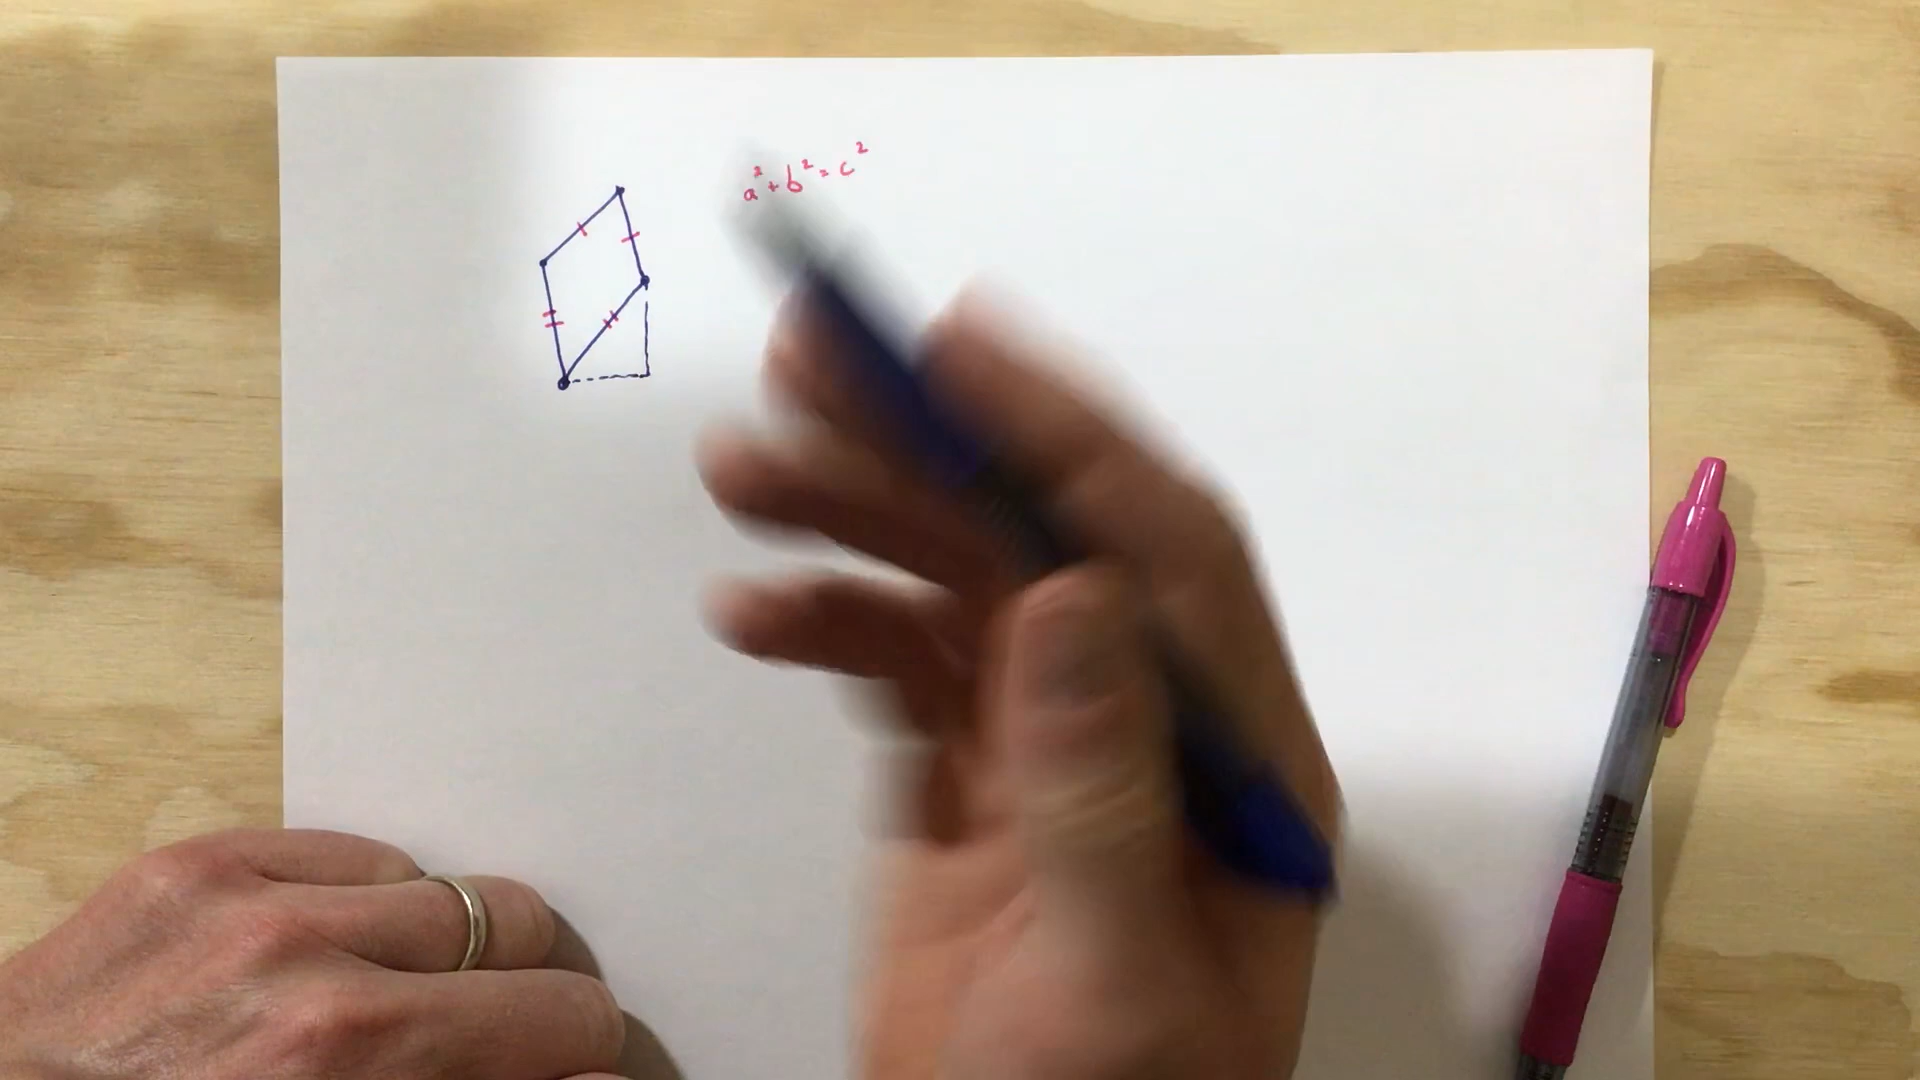 a² + b² = c²